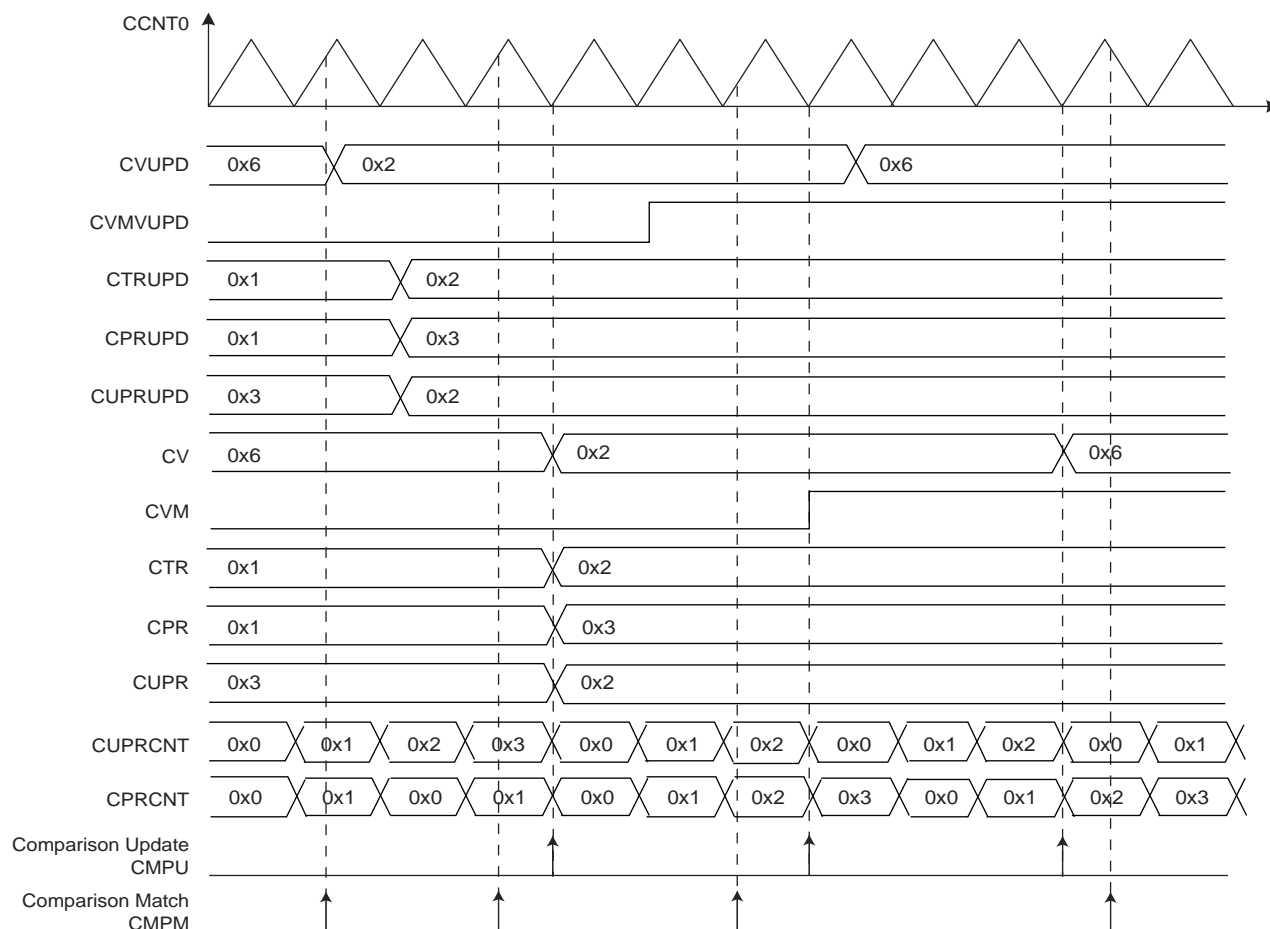 CCNT0
CVUPD 0x6 0x2 0x6
CVMVUPD
CTRUPD 0x1 0x2
CPRUPD 0x1 0x3
CUPRUPD 0x3 0x2
CV 0x6 0x2 0x6
CVM
CTR 0x1 0x2
CPR 0x1 0x3
CUPR 0x3 0x2
CUPRCNT 0x0 0x1 0x2 0x3 0x0 0x1 0x2 0x0 0x1 0x2 0x0 0x1
CPRCNT 0x0 0x1 0x0 0x1 0x0 0x1 0x2 0x3 0x0 0x1 0x2 0x3
Comparison Update
CMPU
Comparison Match
CMPM